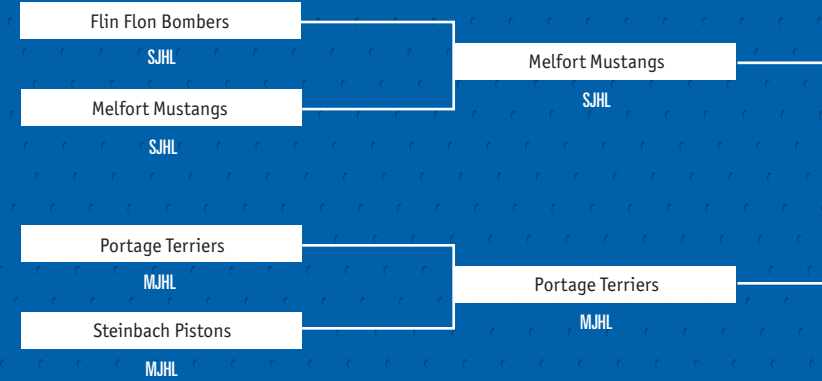 Flin Flon Bombers
SJHL
Melfort Mustangs
SJHL
Melfort Mustangs
SJHL
Portage Terriers
MJHL
Steinbach Pistons
MJHL
Portage Terriers
MJHL